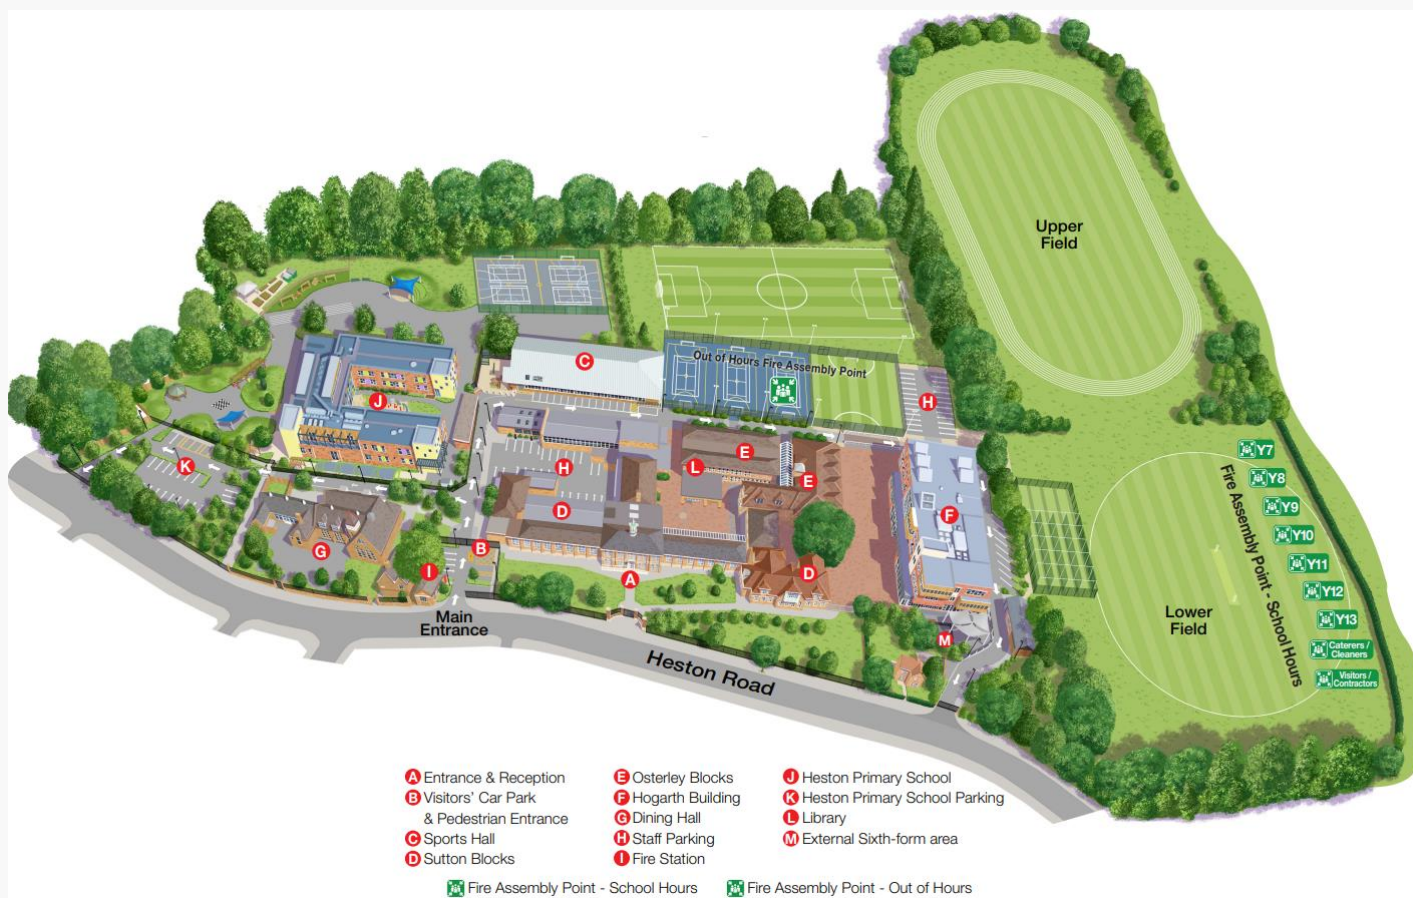 Upper
Field
Out of Hours Fire Assembly Point
C
J
H
E
L
E
K
H
D
F
G
B
I
A
D
M
Y7
Y8
Y9
Y10
Y11
Y12
Y13
Caterers /
Cleaners
Visitors /
Contractors
Fire Assembly Point - School Hours
Lower
Field
Main
Entrance
Heston Road
A Entrance & Reception
B Visitors' Car Park
& Pedestrian Entrance
C Sports Hall
D Sutton Blocks
E Osterley Blocks
F Hogarth Building
G Dining Hall
H Staff Parking
I Fire Station
J Heston Primary School
K Heston Primary School Parking
L Library
M External Sixth-form area
Fire Assembly Point - School Hours
Fire Assembly Point - Out of Hours